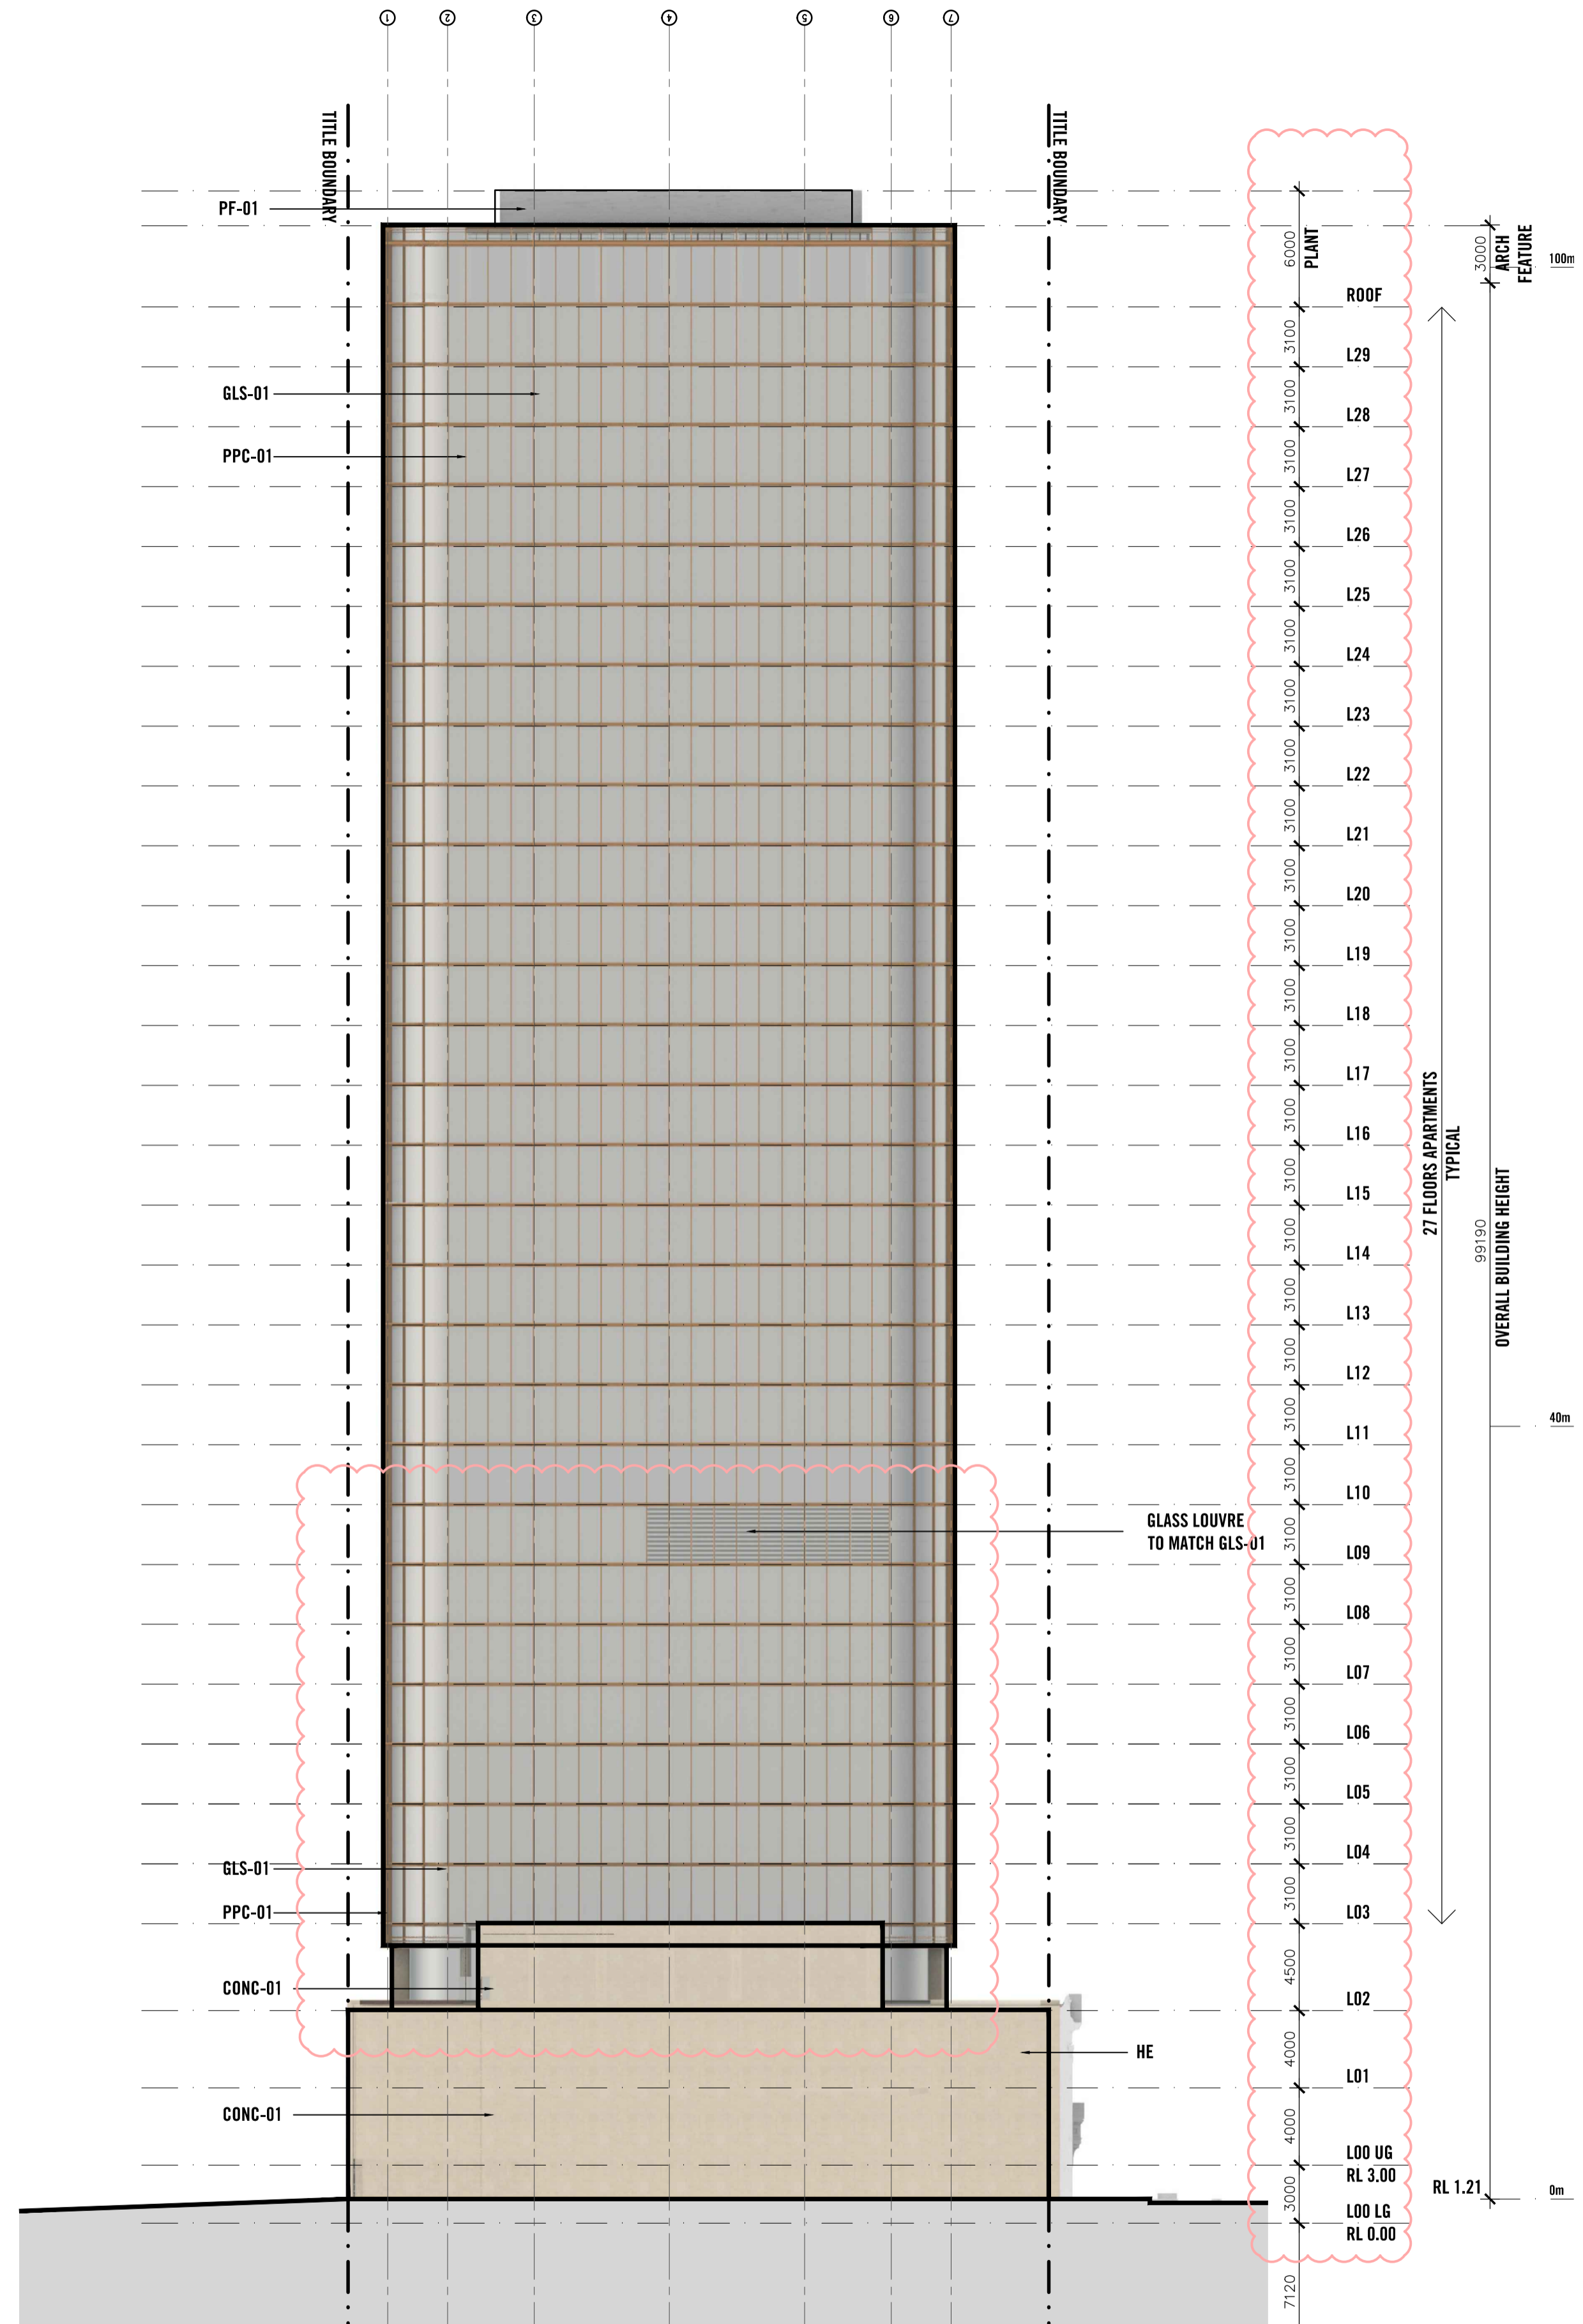 1 2 3 4 5 6 7
TITLE BOUNDARY
TITLE BOUNDARY
PF-01
6000
PLANT
3000
ARCH
FEATURE
100m
ROOF
3100
L29
GLS-01
3100
L28
PPC-01
3100
L27
3100
L26
3100
L25
3100
L24
3100
L23
3100
L22
3100
L21
3100
L20
3100
L19
3100
L18
3100
L17
3100
L16
3100
L15
3100
L14
3100
L13
3100
L12
3100
L11
27 FLOORS APARTMENTS
TYPICAL
99190
OVERALL BUILDING HEIGHT
40m
3100
L10
GLASS LOUVRE
TO MATCH GLS-01
3100
L09
3100
L08
3100
L07
3100
L06
3100
L05
3100
L04
GLS-01
3100
L03
PPC-01
4500
L02
CONC-01
4000
L01
HE
CONC-01
4000
L00 UG
RL 3.00
3000
L00 LG
RL 0.00
RL 1.21
0m
7120